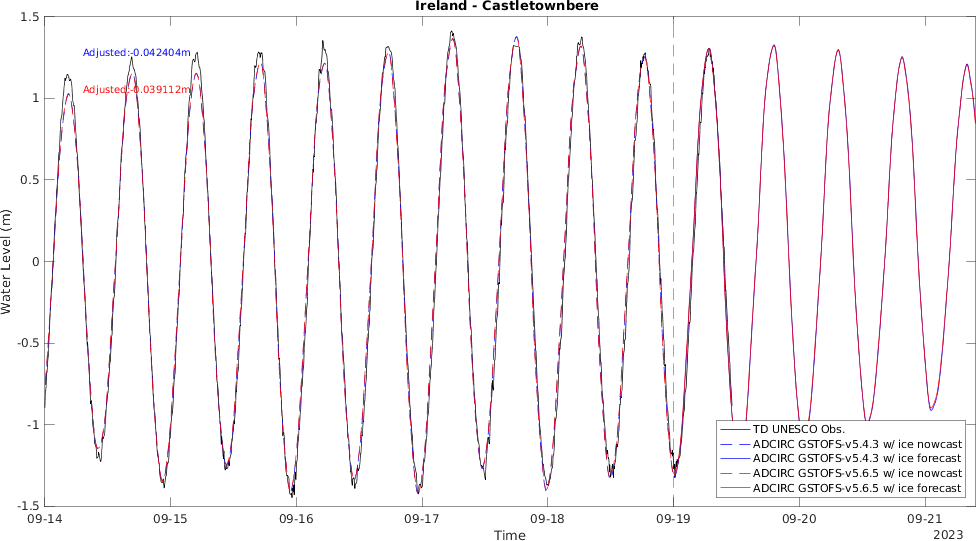 Ireland - Castletownbere
1.5
1
0.5
0
-0.5
-1
-1.5
Water Level (m)
Adjusted:-0.042404m
Adjusted:-0.039112m
TD UNESCO Obs.
ADCIRC GSTOFS-v5.4.3 w/ ice nowcast
ADCIRC GSTOFS-v5.4.3 w/ ice forecast
ADCIRC GSTOFS-v5.6.5 w/ ice nowcast
ADCIRC GSTOFS-v5.6.5 w/ ice forecast
09-14 09-15 09-16 09-17 09-18 09-19 09-20 09-21
Time
2023